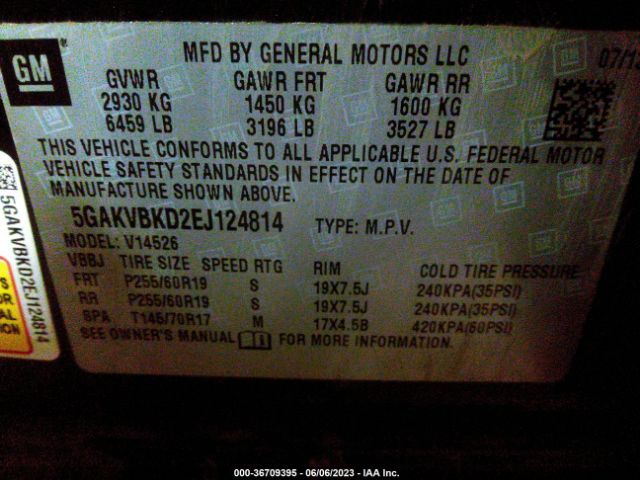 GM
MFD BY GENERAL MOTORS LLC
GVWR GAWR FRT GAWR RR
2930 KG 1450 KG 1600 KG
6459 LB 3196 LB 3527 LB
THIS VEHICLE CONFORMS TO ALL APPLICABLE U.S. FEDERAL MOTOR
VEHICLE SAFETY STANDARDS IN EFFECT ON THE DATE OF
MANUFACTURE SHOWN ABOVE.
5GAKVBKD2EJ124814 TYPE: M.P.V.
MODEL: V14526
VBBJ TIRE SIZE SPEED RTG RIM COLD TIRE PRESSURE
FRT P255/60R19 S 19X7.5J 240KPA(35PSI)
RR P255/60R19 S 19X7.5J 240KPA(35PSI)
SPA T145/70R17 M 17X4.5B 420KPA(60PSI)
SEE OWNER'S MANUAL FOR MORE INFORMATION.
5GAKVBKD2EJ124814
000-36709395 - 06/06/2023 - IAA Inc.